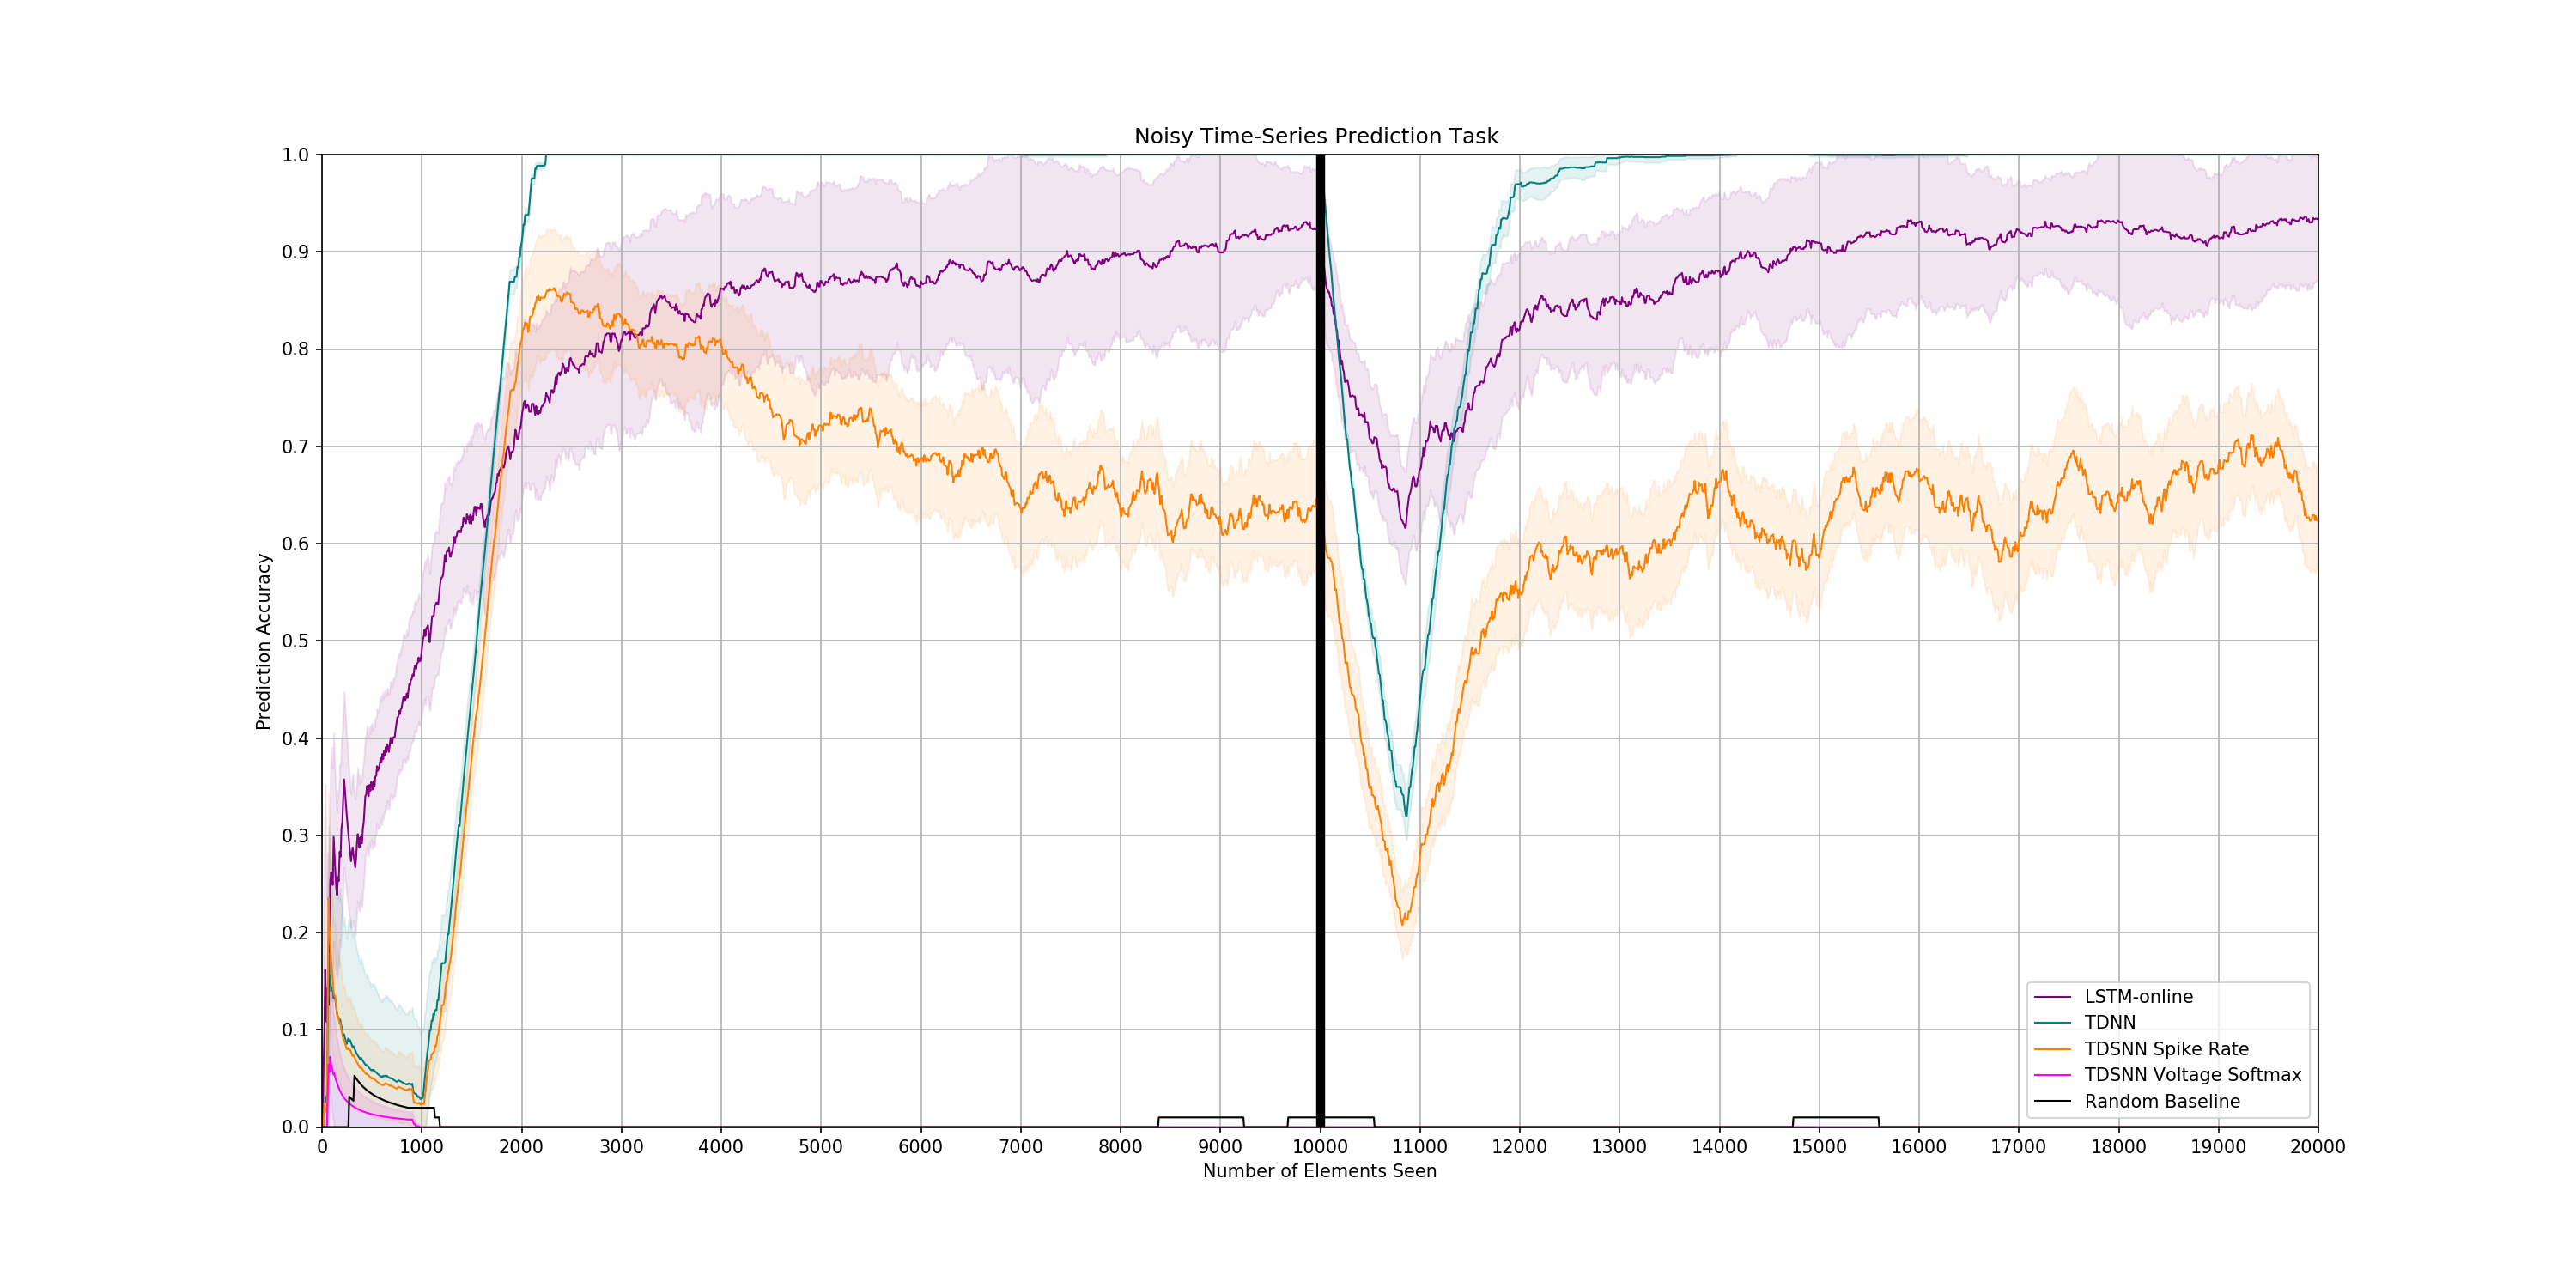 Noisy Time-Series Prediction Task
Prediction Accuracy
1.0
0.9
0.8
0.7
0.6
0.5
0.4
0.3
0.2
0.1
0.0
0 1000 2000 3000 4000 5000 6000 7000 8000 9000 10000 11000 12000 13000 14000 15000 16000 17000 18000 19000 20000
Number of Elements Seen
LSTM-online
TDNN
TDSNN Spike Rate
TDSNN Voltage Softmax
Random Baseline